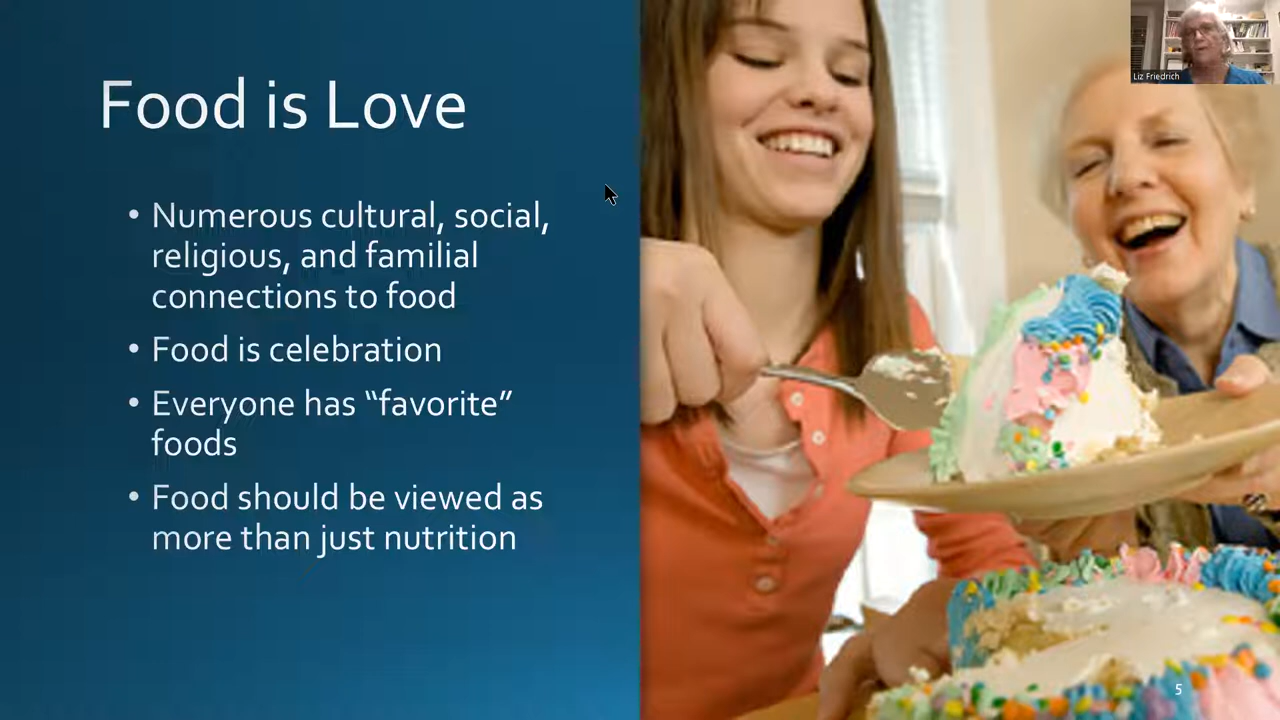 Food is Love
Liz Friedrich
• Numerous cultural, social,
religious, and familial
connections to food
• Food is celebration
• Everyone has “favorite”
foods
• Food should be viewed as
more than just nutrition
5